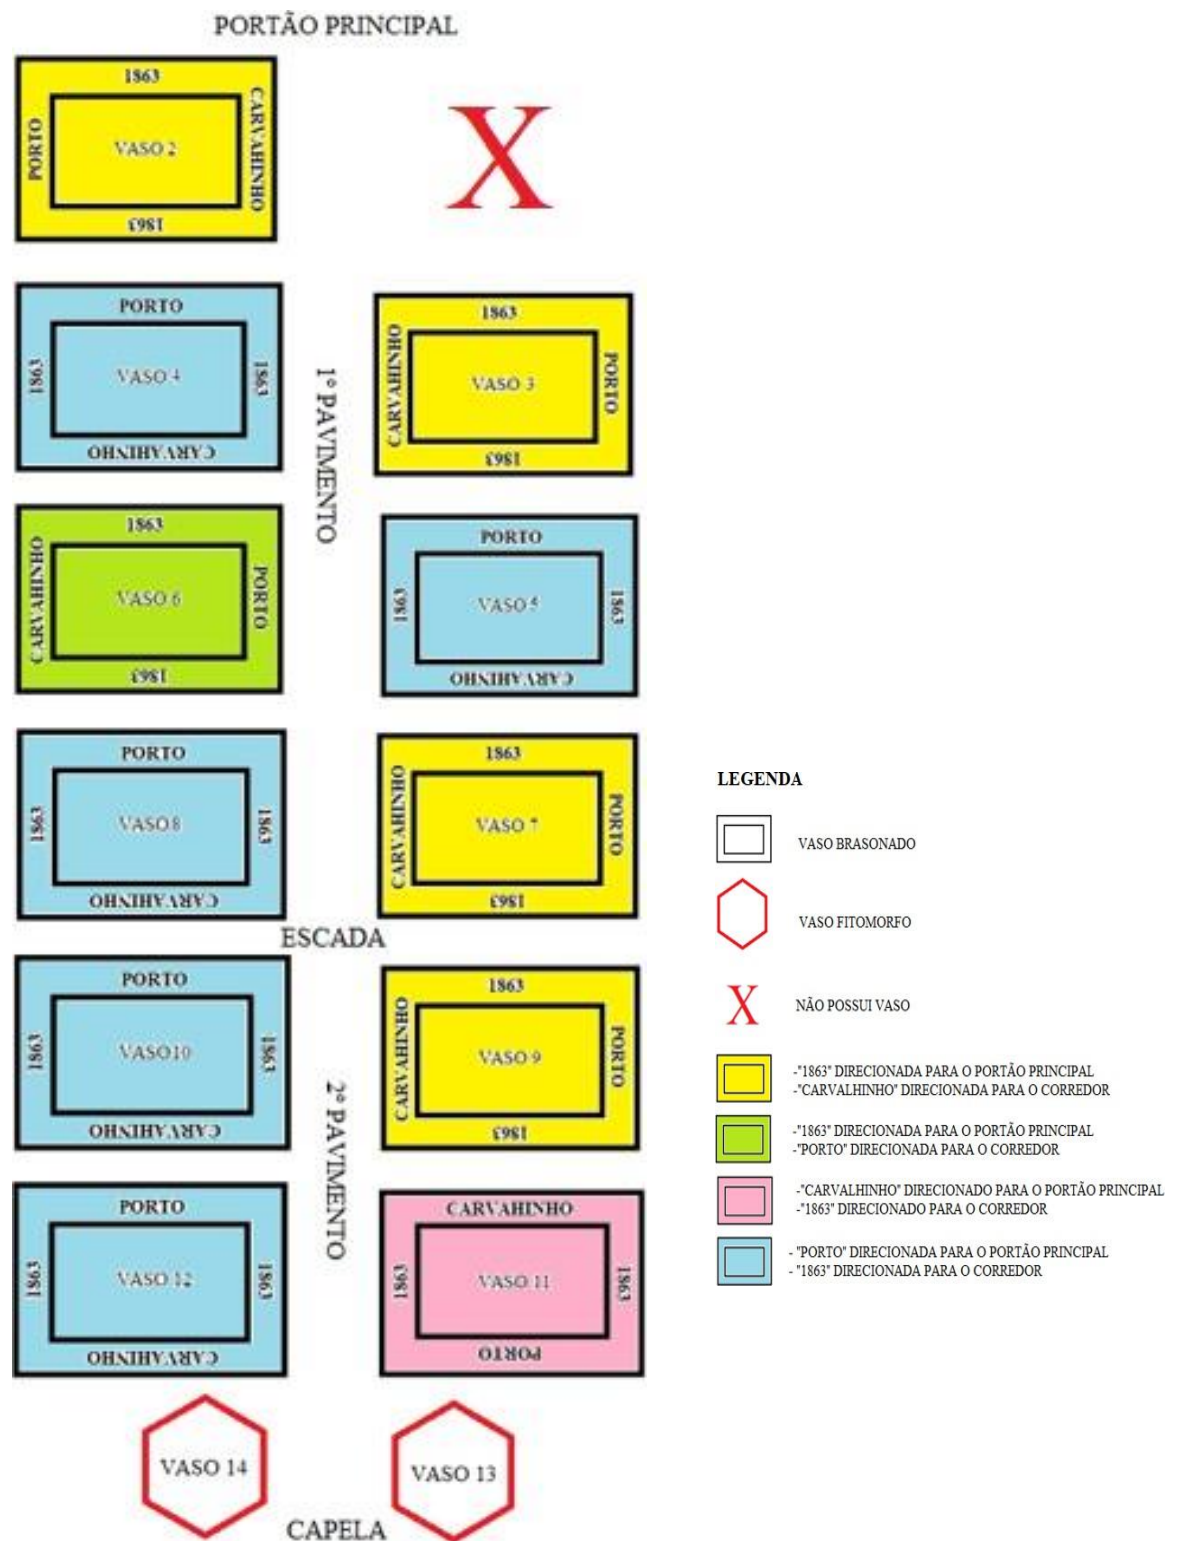 PORTÃO PRINCIPAL
1863
PORTO
VASO 2
CARVAHINHO
1863
X
PORTO
1863
VASO 4
1863
CARVAHINHO
1º PAVIMENTO
1863
CARVAHINHO
VASO 3
PORTO
1863
1863
CARVAHINHO
VASO 6
PORTO
1863
PORTO
1863
VASO 5
1863
CARVAHINHO
PORTO
1863
VASO 8
1863
CARVAHINHO
1863
CARVAHINHO
VASO 7
PORTO
1863
ESCADA
PORTO
1863
VASO10
1863
CARVAHINHO
2º PAVIMENTO
1863
CARVAHINHO
VASO 9
PORTO
1863
PORTO
1863
VASO 12
1863
CARVAHINHO
CARVAHINHO
1863
VASO 11
1863
PORTO
VASO 14
VASO 13
CAPELA
LEGENDA
VASO BRASONADO
VASO FITOMORFO
X NÃO POSSUI VASO
-"1863" DIRECIONADA PARA O PORTÃO PRINCIPAL
-"CARVALHINHO" DIRECIONADA PARA O CORREDOR
-"1863" DIRECIONADA PARA O PORTÃO PRINCIPAL
-"PORTO" DIRECIONADA PARA O CORREDOR
-"CARVALHINHO" DIRECIONADO PARA O PORTÃO PRINCIPAL
-"1863" DIRECIONADO PARA O CORREDOR
- "PORTO" DIRECIONADA PARA O PORTÃO PRINCIPAL
- "1863" DIRECIONADA PARA O CORREDOR